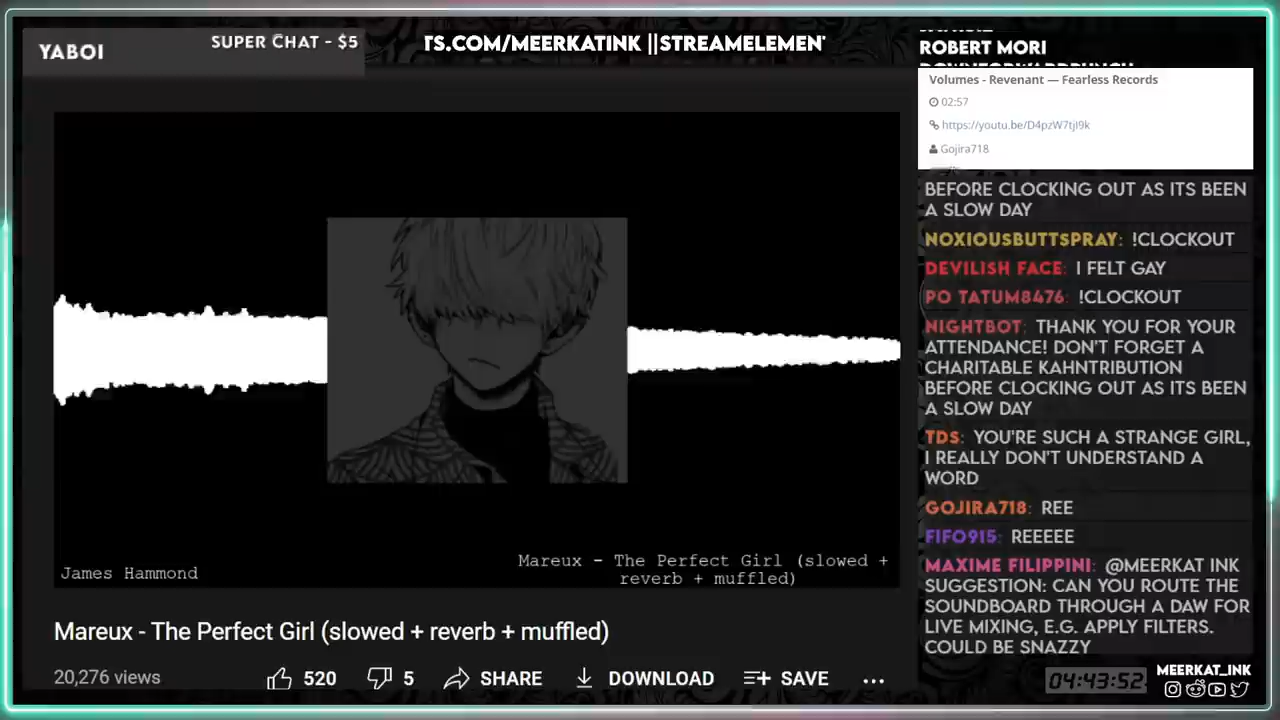 YABOI
SUPER CHAT - $5
TS.COM/MEERKATINK ||STREAMELEMEN
James Hammond
Mareux - The Perfect Girl (slowed +
reverb + muffled)
Mareux - The Perfect Girl (slowed + reverb + muffled)
20,276 views
520
5
SHARE
DOWNLOAD
SAVE
ROBERT MORI
Volumes - Revenant — Fearless Records
02:57
https://youtu.be/D4pzW7tjI9k
Gojira718
BEFORE CLOCKING OUT AS ITS BEEN
A SLOW DAY
NOXIOUSBUTTSPRAY: !CLOCKOUT
DEVILISH FACE: I FELT GAY
PO TATUM8476: !CLOCKOUT
NIGHTBOT: THANK YOU FOR YOUR
ATTENDANCE! DON'T FORGET A
CHARITABLE KAHNTRIBUTION
BEFORE CLOCKING OUT AS ITS BEEN
A SLOW DAY
TDS: YOU'RE SUCH A STRANGE GIRL,
I REALLY DON'T UNDERSTAND A
WORD
GOJIRA718: REE
FIFO915: REEEEE
MAXIME FILIPPINI: @MEERKAT INK
SUGGESTION: CAN YOU ROUTE THE
SOUNDBOARD THROUGH A DAW FOR
LIVE MIXING, E.G. APPLY FILTERS.
COULD BE SNAZZY
04:43:52
MEERKAT_INK